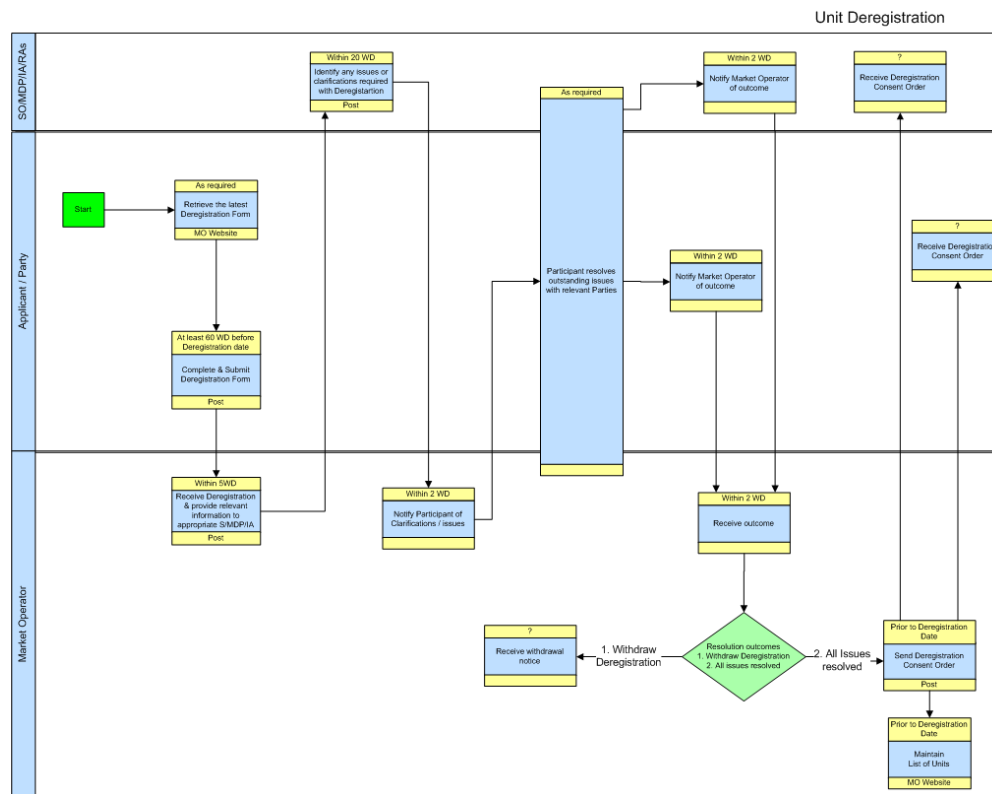 Unit Deregistration
SO/MDP/IA/RAs
Within 20 WD
Identify any issues or
clarifications required
with Deregistartion
Post
Within 2 WD
Notify Market Operator
of outcome
?
Receive Deregistration
Consent Order
As required
Participant resolves
outstanding issues
with relevant Parties
Applicant / Party
Start
As required
Retrieve the latest
Deregistration Form
MO Website
?
Receive Deregistration
Consent Order
Within 2 WD
Notify Market Operator
of outcome
At least 60 WD before
Deregistration date
Complete & Submit
Deregistration Form
Post
Market Operator
Within 5WD
Receive Deregistration
& provide relevant
information to
appropriate S/MDP/IA
Post
Within 2 WD
Notify Participant of
Clarifications / issues
Within 2 WD
Receive outcome
?
Receive withdrawal
notice
1. Withdraw
Deregistration
Resolution outcomes
1. Withdraw Deregistration
2. All issues resolved
2. All Issues
resolved
Prior to Deregistration
Date
Send Deregistration
Consent Order
Post
Prior to Deregistration
Date
Maintain
List of Units
MO Website